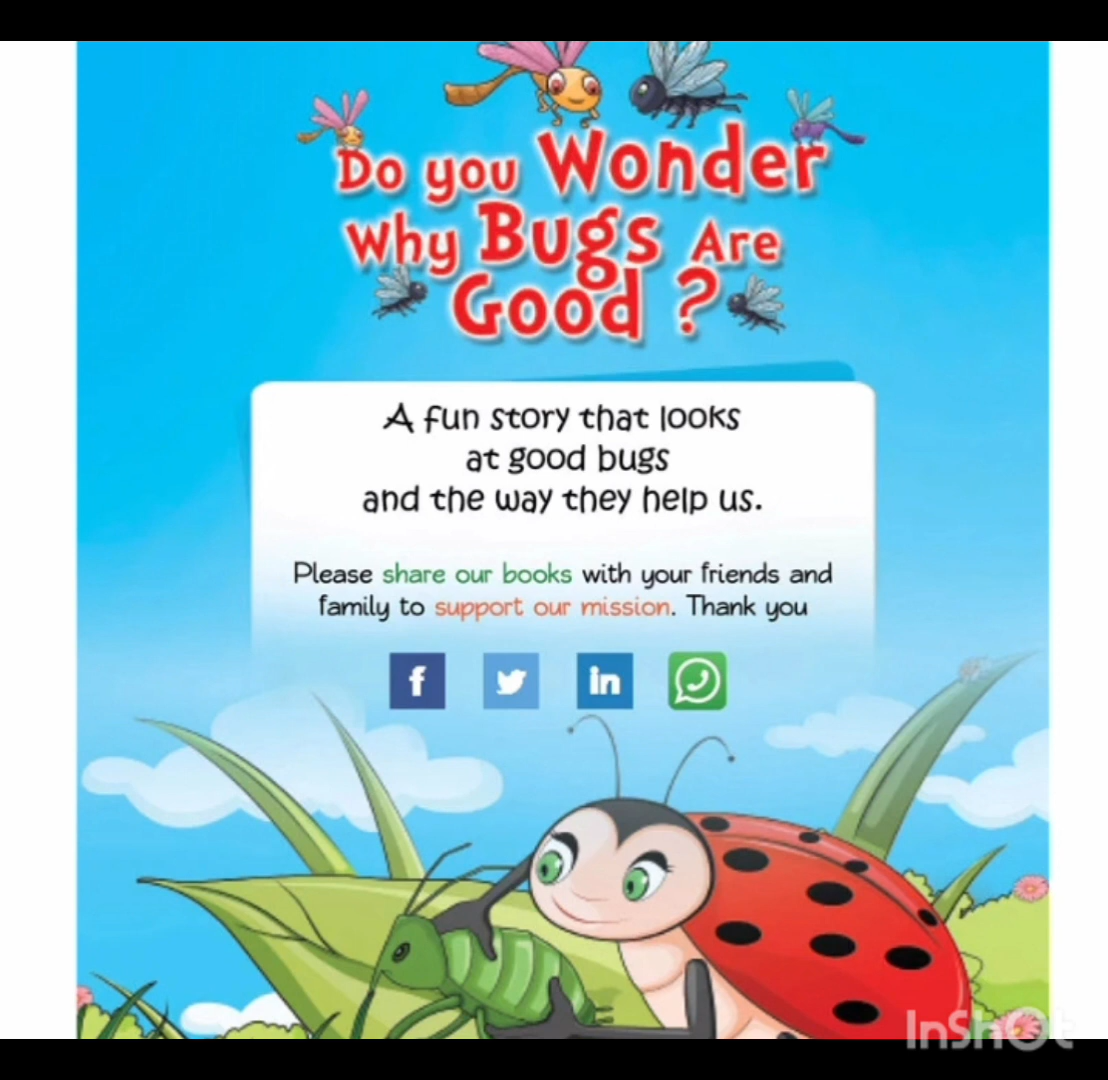 Do you Wonder
Why Bugs Are
Good ?
A fun story that looks
at good bugs
and the way they help us.
Please share our books with your friends and
family to support our mission. Thank you
f
in
InShOt